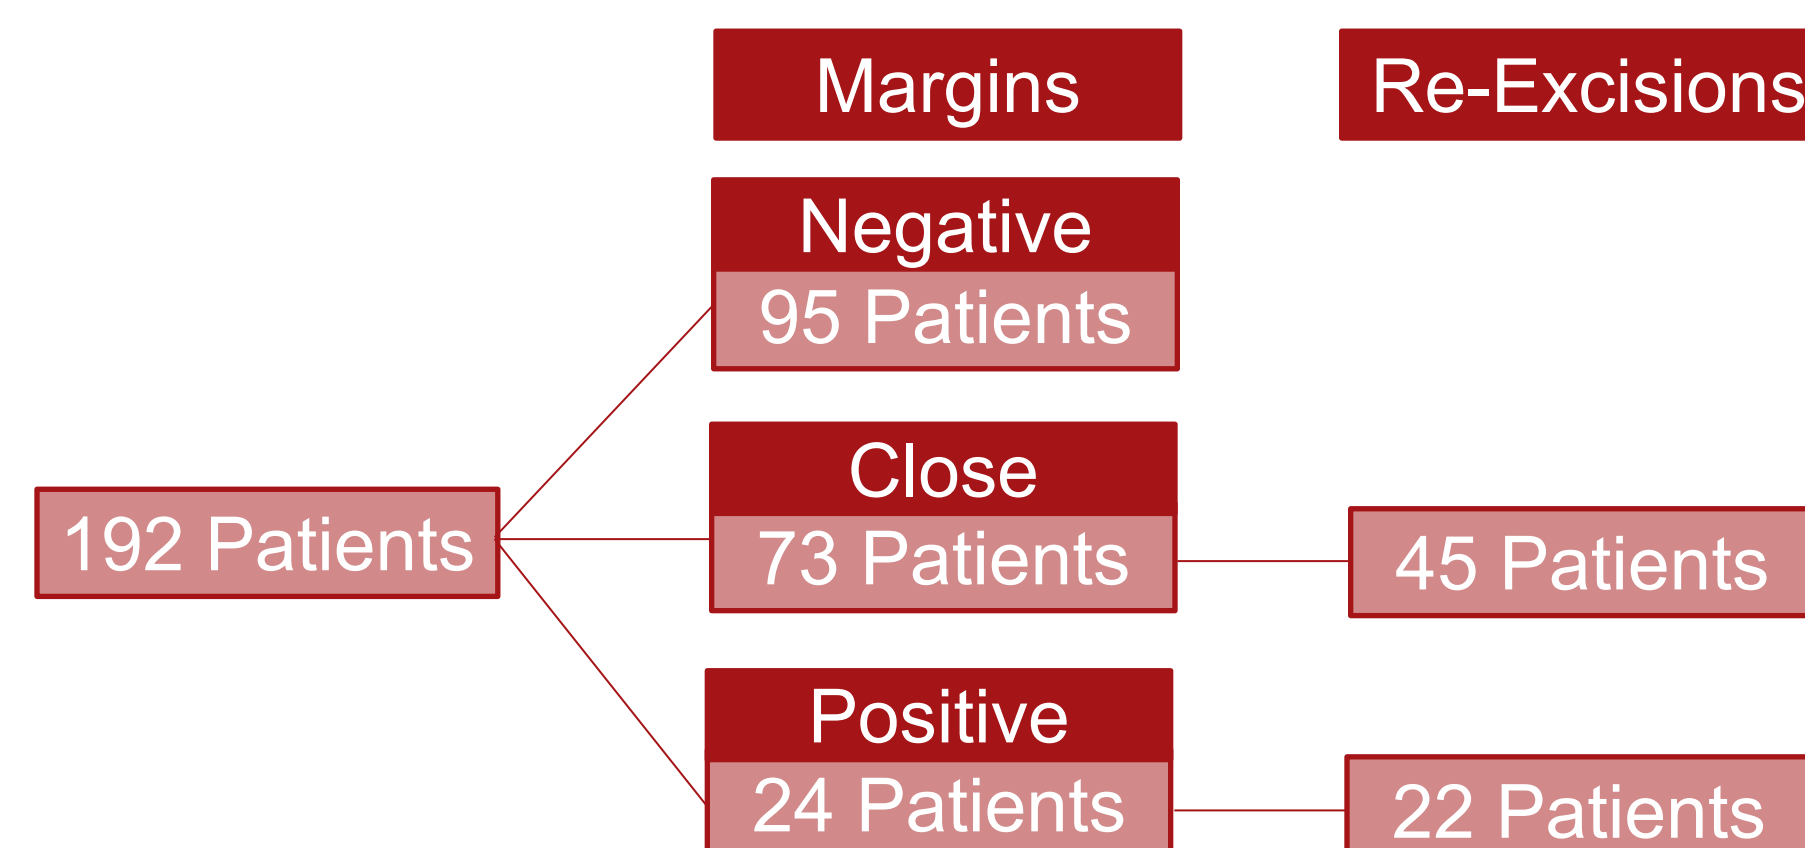 Margins
Re-Excisions
Negative
95 Patients
Close
192 Patients
73 Patients
45 Patients
Positive
24 Patients
22 Patients